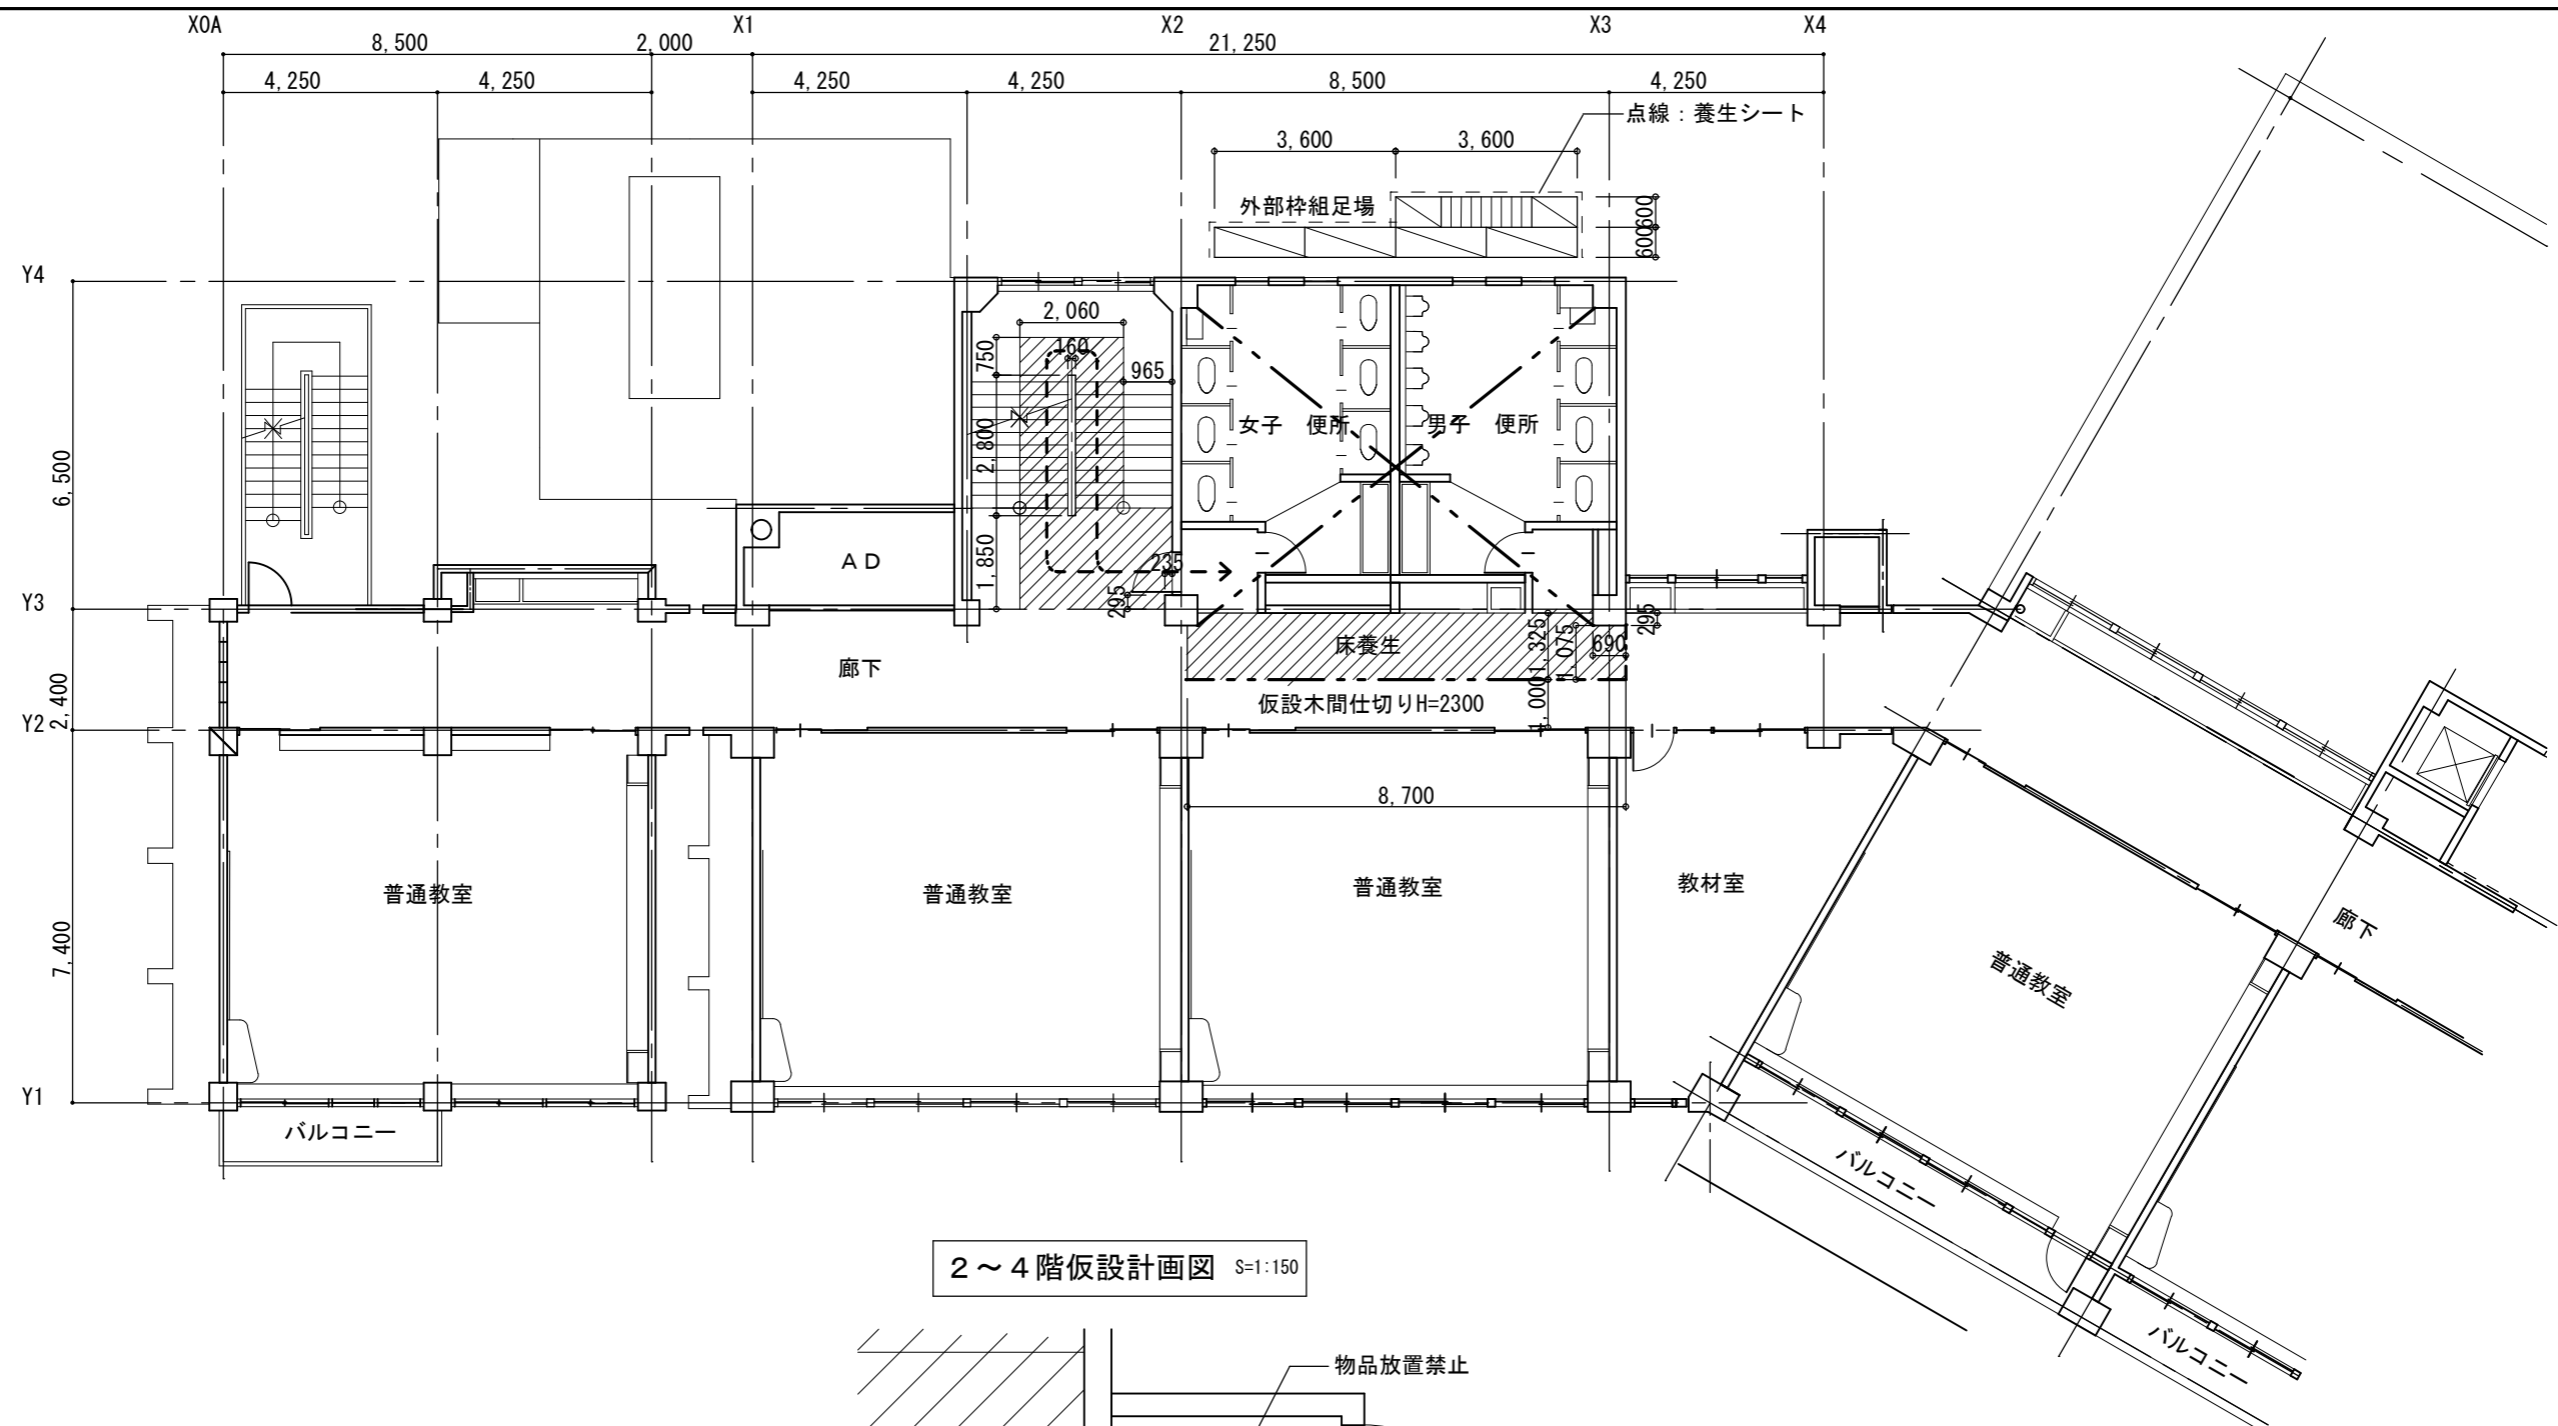 X0A
X1
X2
X3
X4
8,500
2,000
21,250
4,250
4,250
4,250
4,250
8,500
4,250
点線：養生シート
3,600
3,600
外部枠組足場
600
600
Y4
2,060
750
160
965
女子　便所
男子　便所
2,800
6,500
ＡＤ
235
1,850
295
Y3
295
床養生
1,325
1,075
690
廊下
2,400
仮設木間仕切りH=2300
1,000
Y2
8,700
普通教室
普通教室
普通教室
教材室
廊下
7,400
普通教室
Y1
バルコニー
バルコニー
２～４階仮設計画図 S=1:150
バルコニー
物品放置禁止